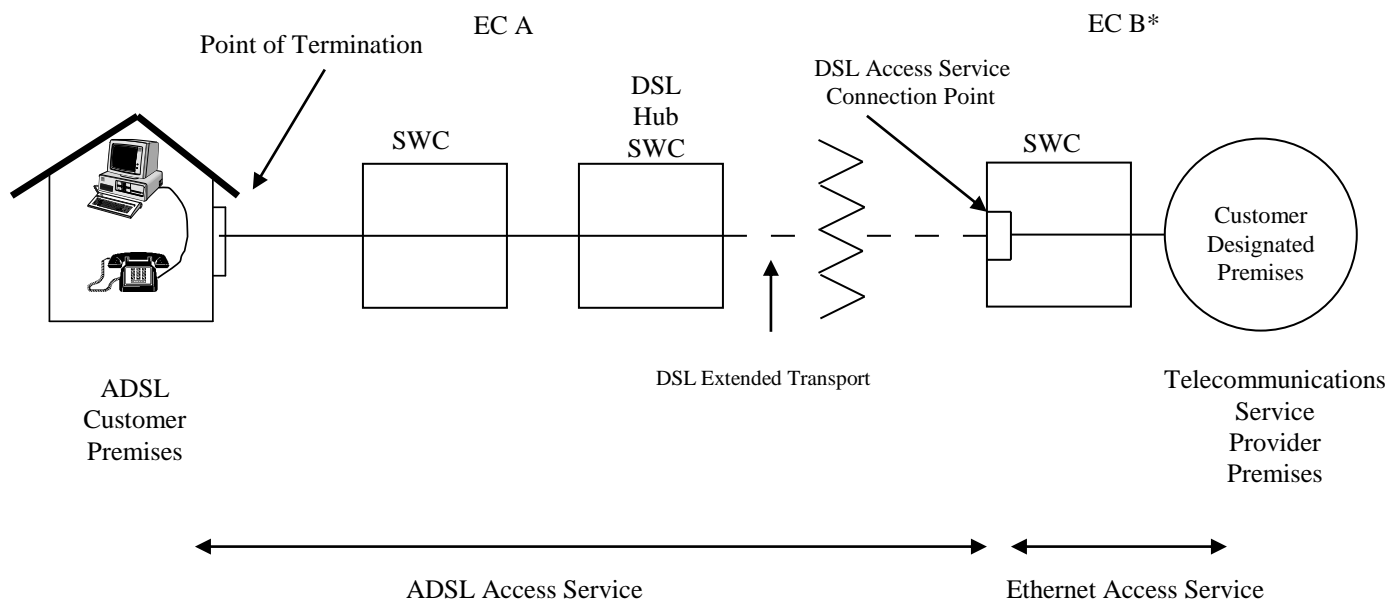 EC A
EC B*
Point of Termination
DSL Access Service
Connection Point
DSL
Hub
SWC
SWC
SWC
Customer
Designated
Premises
DSL Extended Transport
ADSL
Customer
Premises
Telecommunications
Service
Provider
Premises
ADSL Access Service
Ethernet Access Service